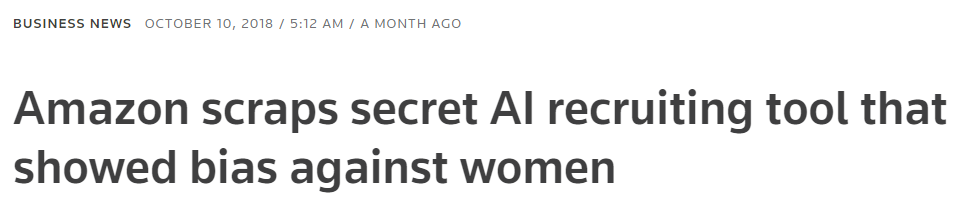 BUSINESS NEWS OCTOBER 10, 2018 / 5:12 AM / A MONTH AGO
Amazon scraps secret AI recruiting tool that
showed bias against women